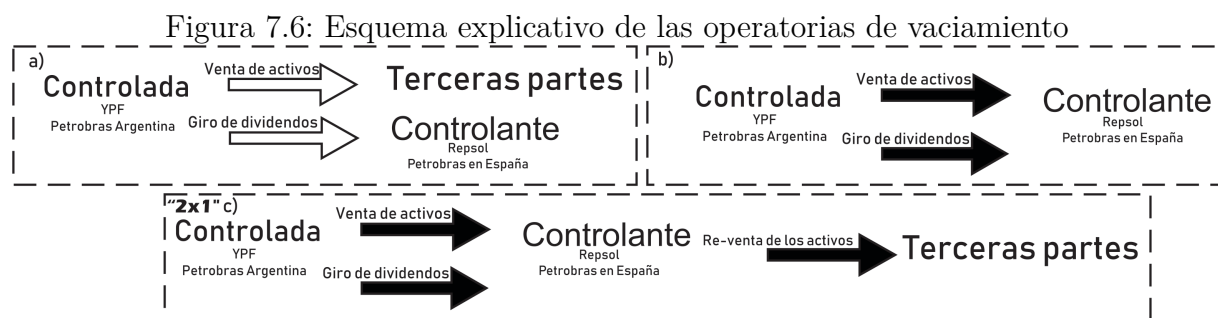 Figura 7.6: Esquema explicativo de las operatorias de vaciamiento
a)
Controlada
YPF
Petrobras Argentina
Venta de activos
Terceras partes
Giro de dividendos
Controlante
Repsol
Petrobras en España
b)
Controlada
YPF
Petrobras Argentina
Venta de activos
Giro de dividendos
Controlante
Repsol
Petrobras en España
"2x1" c)
Controlada
YPF
Petrobras Argentina
Venta de activos
Giro de dividendos
Controlante
Repsol
Petrobras en España
Re-venta de los activos
Terceras partes